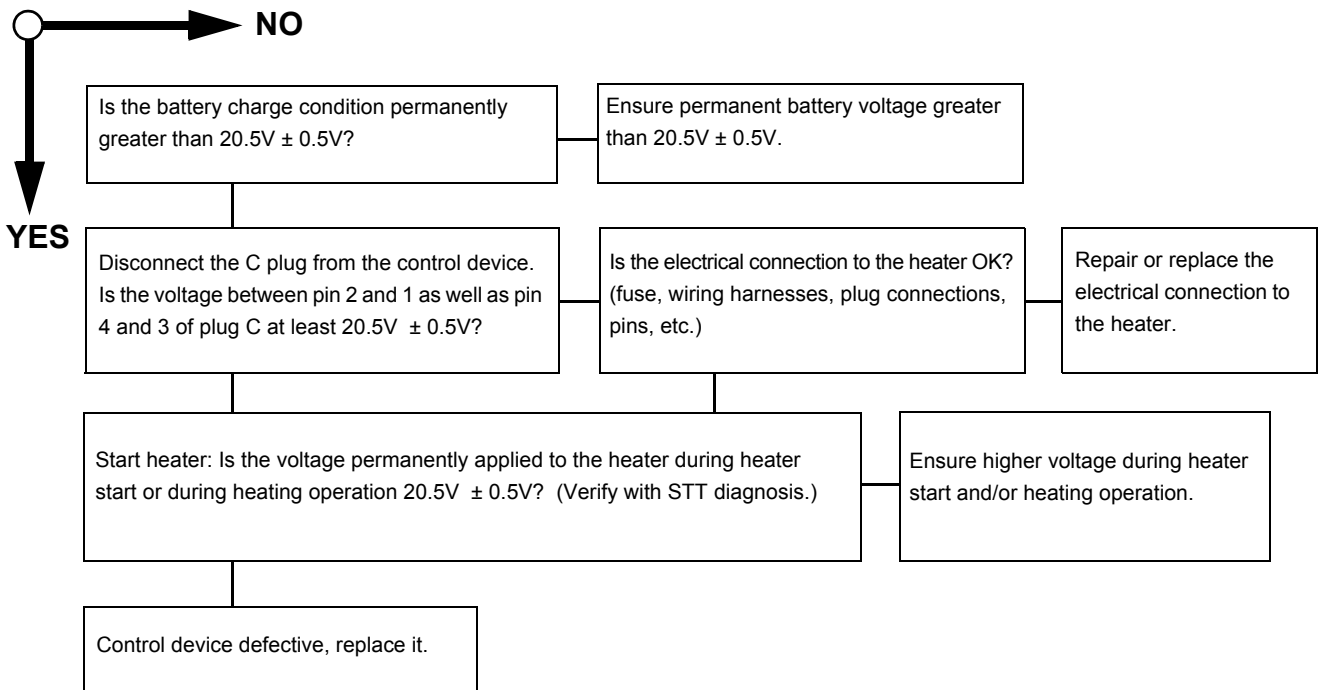 NO
YES
Is the battery charge condition permanently
greater than 20.5V ± 0.5V?
Ensure permanent battery voltage greater
than 20.5V ± 0.5V.
Disconnect the C plug from the control device.
Is the voltage between pin 2 and 1 as well as pin
4 and 3 of plug C at least 20.5V ± 0.5V?
Is the electrical connection to the heater OK?
(fuse, wiring harnesses, plug connections,
pins, etc.)
Repair or replace the
electrical connection to
the heater.
Start heater: Is the voltage permanently applied to the heater during heater
start or during heating operation 20.5V ± 0.5V? (Verify with STT diagnosis.)
Ensure higher voltage during heater
start and/or heating operation.
Control device defective, replace it.